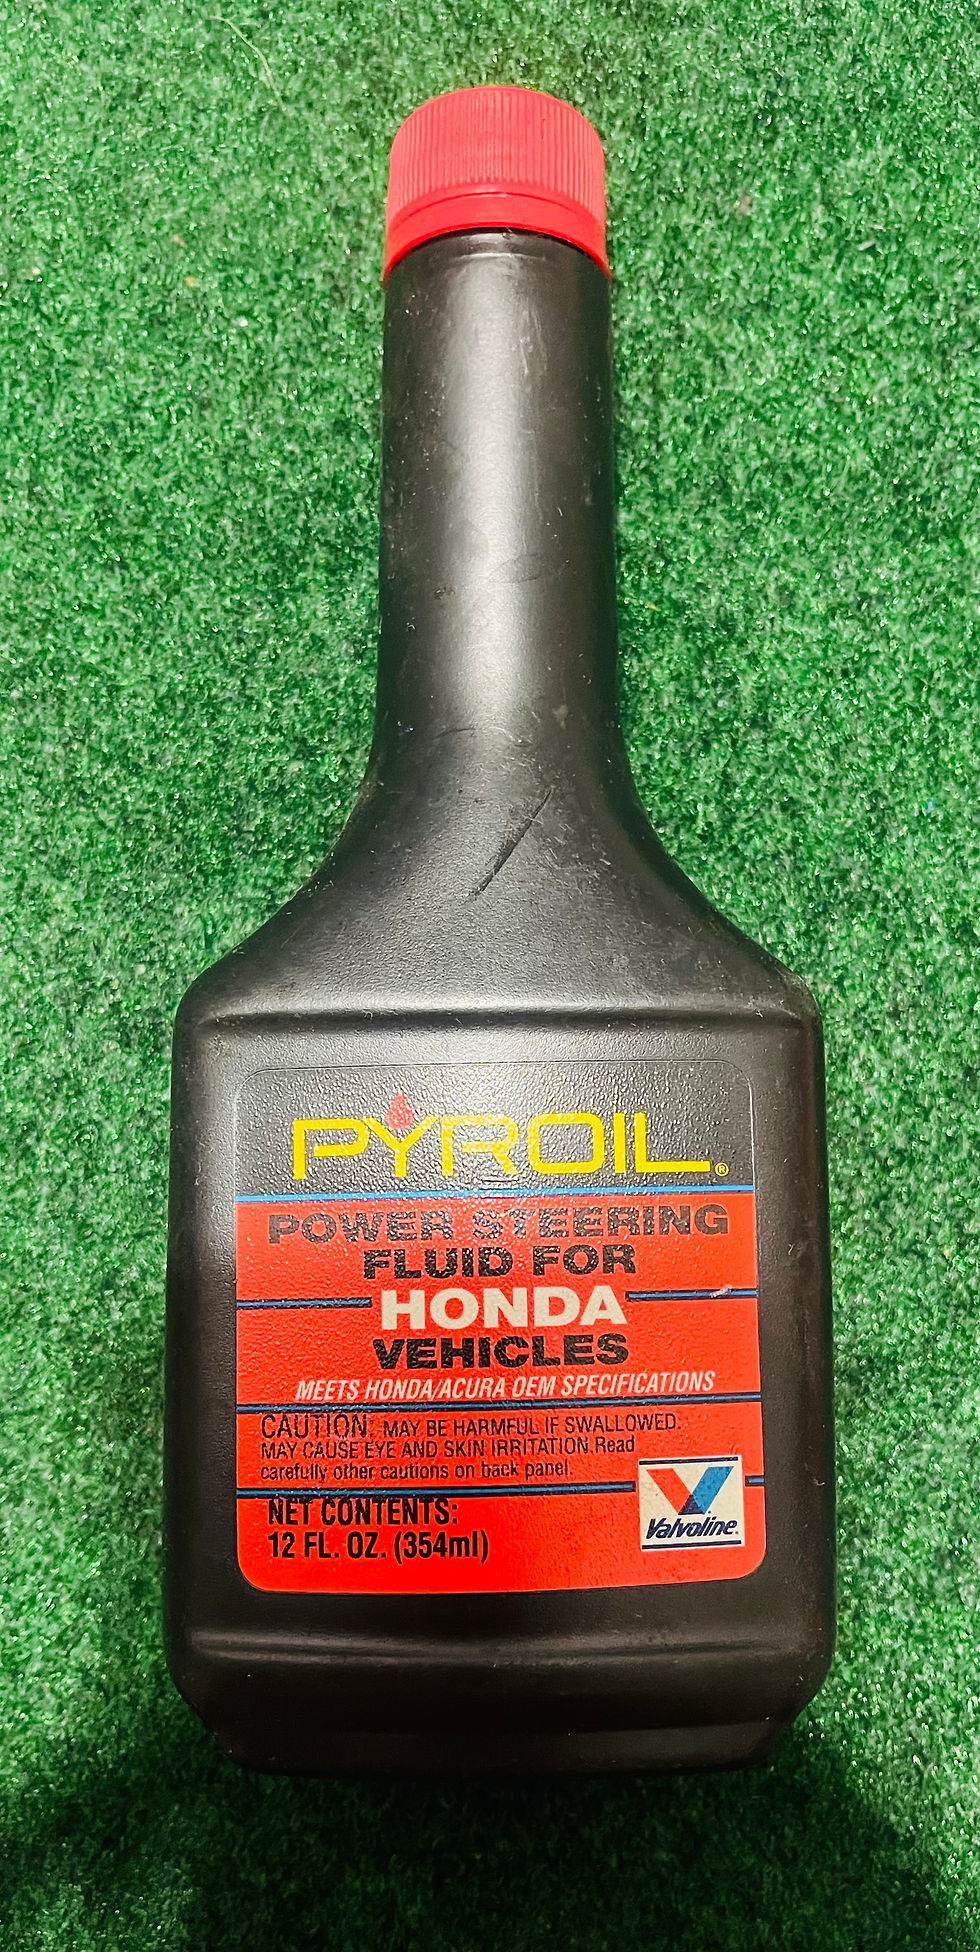 PYROIL®
POWER STEERING
FLUID FOR
HONDA
VEHICLES
MEETS HONDA/ACURA OEM SPECIFICATIONS
CAUTION: MAY BE HARMFUL IF SWALLOWED.
MAY CAUSE EYE AND SKIN IRRITATION.Read
carefully other cautions on back panel.
NET CONTENTS:
12 FL. OZ. (354ml)
Valvoline®